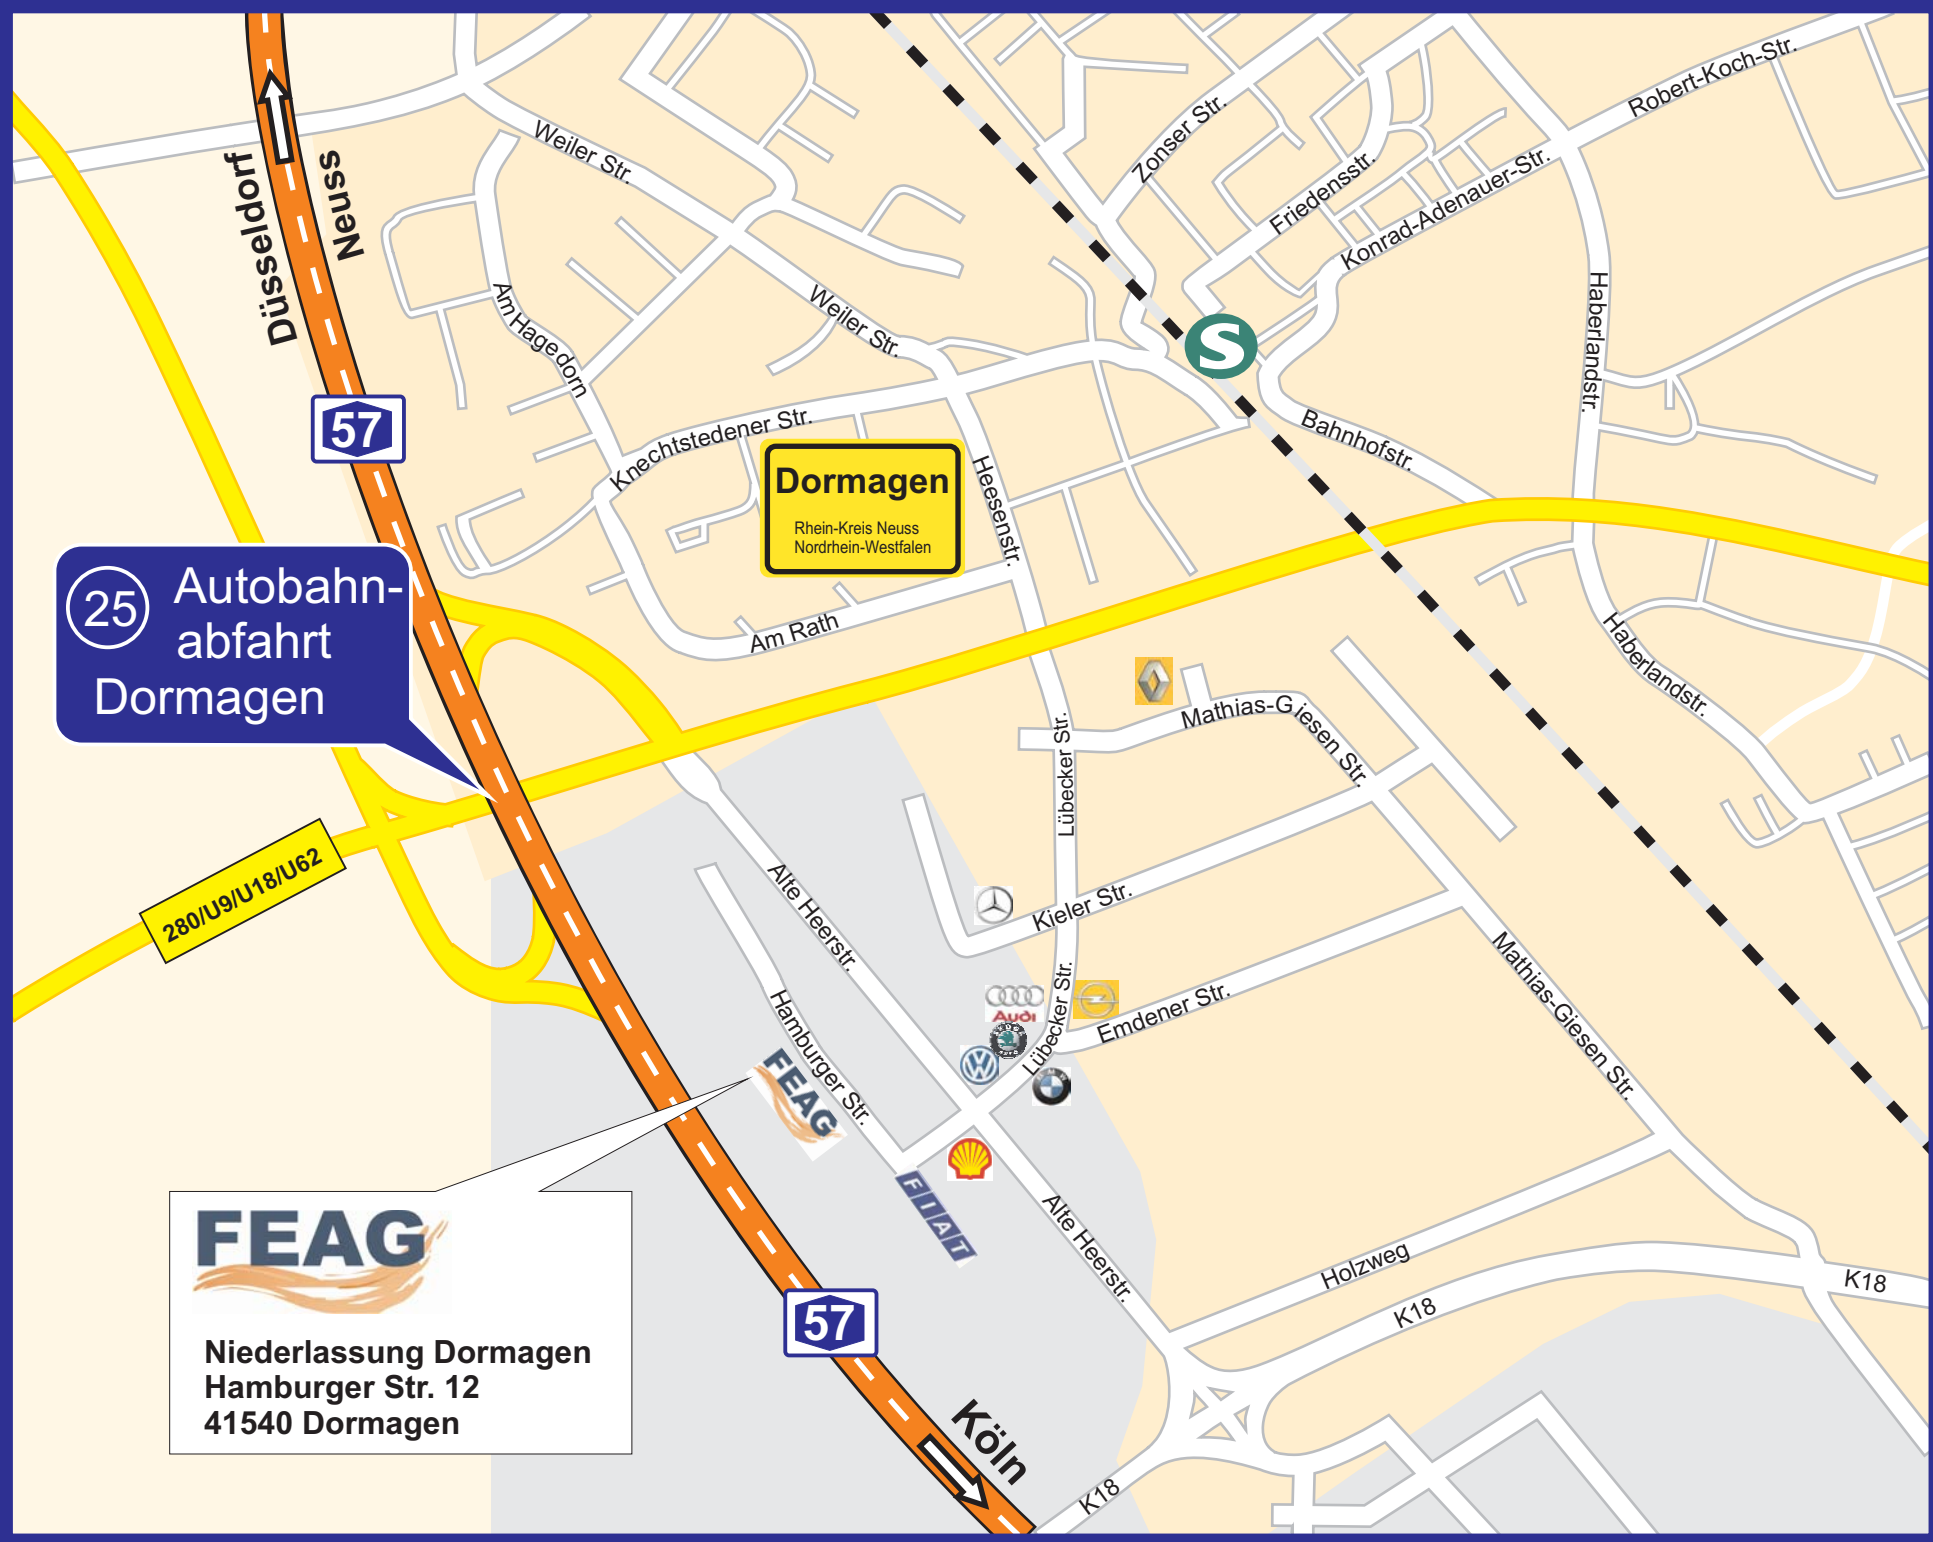 Düsseldorf
Neuss
57
25
Autobahn-
abfahrt
Dormagen
280/U9/U18/U62
Weiler Str.
Weiler Str.
Am Hagedorn
Knechtstedener Str.
Dormagen
Rhein-Kreis Neuss
Nordrhein-Westfalen
Heesenstr.
Am Rath
Zonser Str.
Friedensstr.
Konrad-Adenauer-Str.
Robert-Koch-Str.
Haberlandstr.
S
Bahnhofstr.
Haberlandstr.
Mathias-Giesen Str.
Lübecker Str.
Kieler Str.
Alte Heerstr.
Hamburger Str.
Lübecker Str.
Emdener Str.
Mathias-Giesen Str.
Audi
VW
BMW
FEAG
FIAT
Alte Heerstr.
Holzweg
K18
K18
K18
57
Köln
FEAG
Niederlassung Dormagen
Hamburger Str. 12
41540 Dormagen